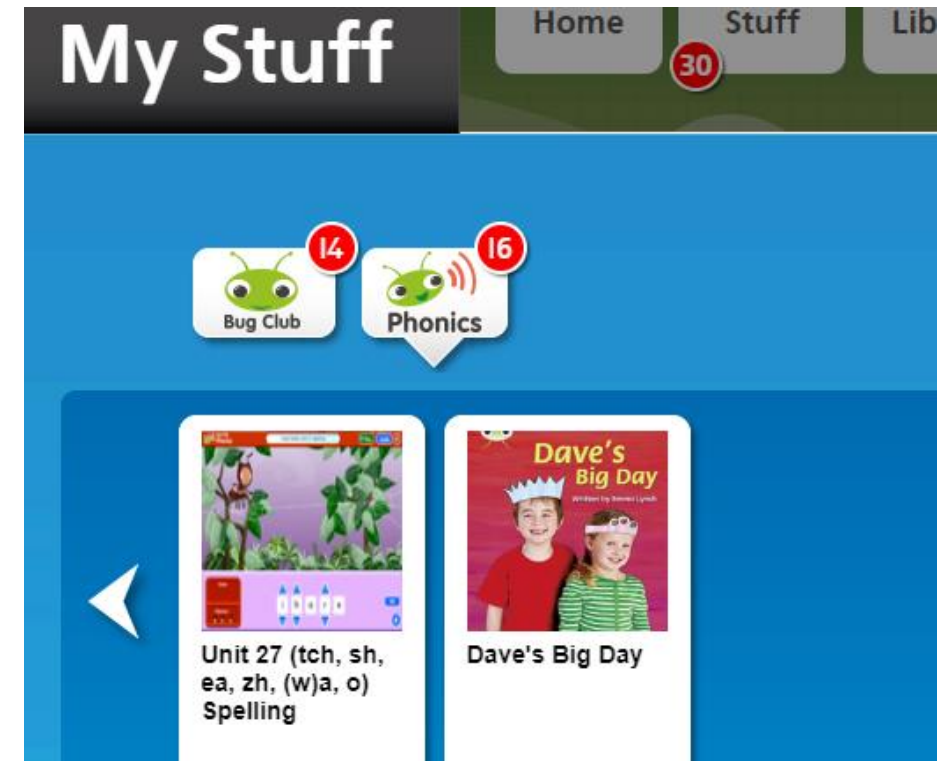 My Stuff
Home
Stuff
Lib
30
14
16
Bug Club
Phonics
Dave's
Big Day
Unit 27 (tch, sh,
ea, zh, (w)a, o)
Spelling
Dave's Big Day